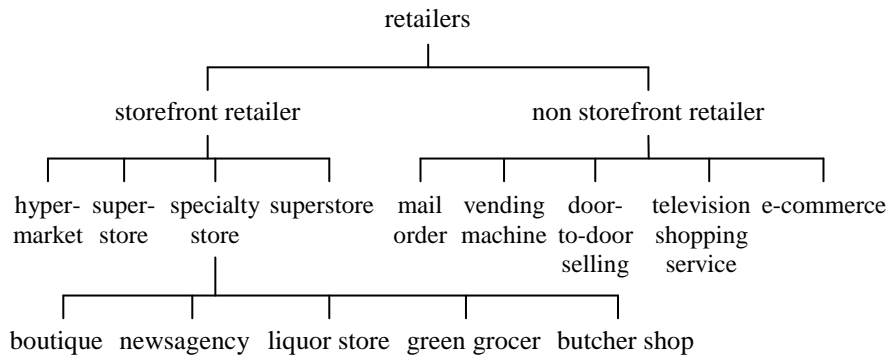 retailers
storefront retailer non storefront retailer
hyper- super- specialty superstore mail vending door- television e-commerce
market store store order machine to-door shopping
selling service
boutique newsagency liquor store green grocer butcher shop